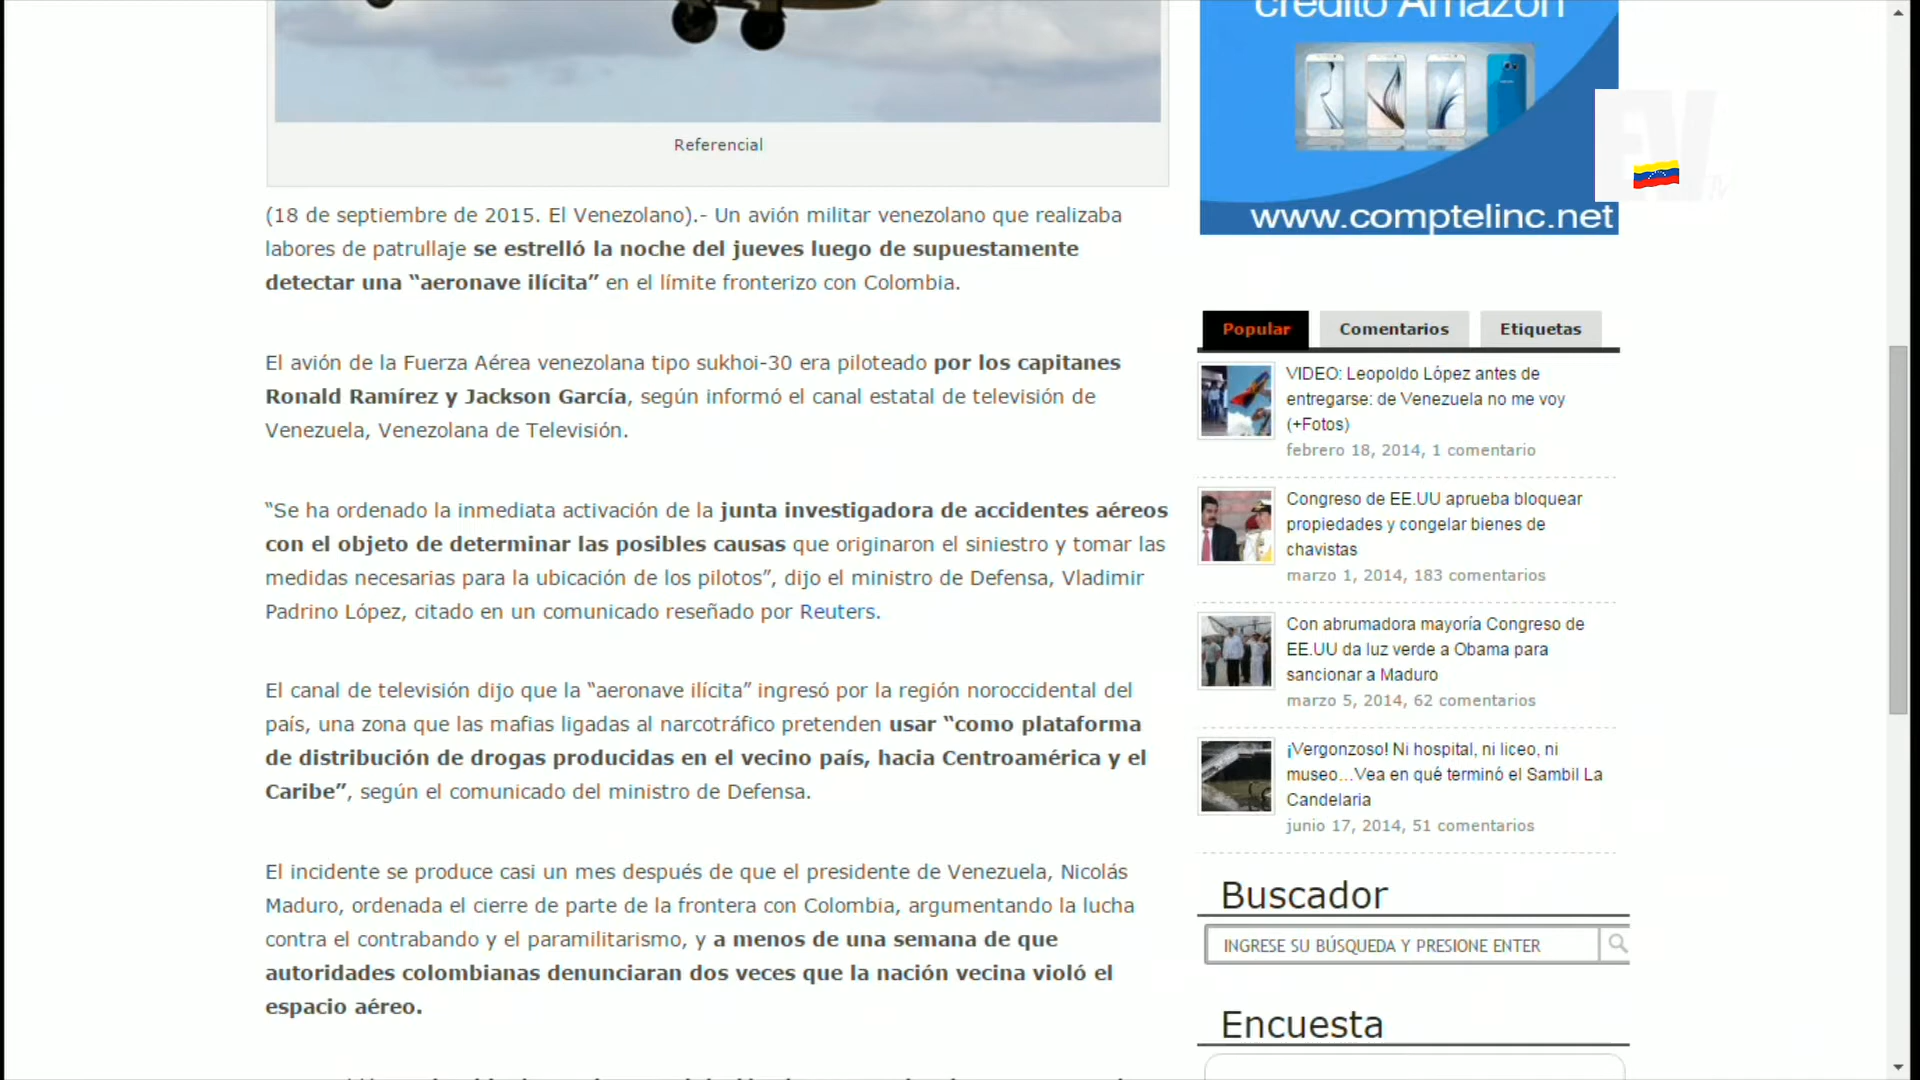 crédito Amazon
www.comptelinc.net
EV
TV
Referencial
(18 de septiembre de 2015. El Venezolano).- Un avión militar venezolano que realizaba
labores de patrullaje se estrelló la noche del jueves luego de supuestamente
detectar una “aeronave ilícita” en el límite fronterizo con Colombia.
El avión de la Fuerza Aérea venezolana tipo sukhoi-30 era piloteado por los capitanes
Ronald Ramírez y Jackson García, según informó el canal estatal de televisión de
Venezuela, Venezolana de Televisión.
“Se ha ordenado la inmediata activación de la junta investigadora de accidentes aéreos
con el objeto de determinar las posibles causas que originaron el siniestro y tomar las
medidas necesarias para la ubicación de los pilotos”, dijo el ministro de Defensa, Vladimir
Padrino López, citado en un comunicado reseñado por Reuters.
El canal de televisión dijo que la “aeronave ilícita” ingresó por la región noroccidental del
país, una zona que las mafias ligadas al narcotráfico pretenden usar “como plataforma
de distribución de drogas producidas en el vecino país, hacia Centroamérica y el
Caribe”, según el comunicado del ministro de Defensa.
El incidente se produce casi un mes después de que el presidente de Venezuela, Nicolás
Maduro, ordenada el cierre de parte de la frontera con Colombia, argumentando la lucha
contra el contrabando y el paramilitarismo, y a menos de una semana de que
autoridades colombianas denunciaran dos veces que la nación vecina violó el
espacio aéreo.
Popular
Comentarios
Etiquetas
VIDEO: Leopoldo López antes de
entregarse: de Venezuela no me voy
(+Fotos)
febrero 18, 2014, 1 comentario
Congreso de EE.UU aprueba bloquear
propiedades y congelar bienes de
chavistas
marzo 1, 2014, 183 comentarios
Con abrumadora mayoría Congreso de
EE.UU da luz verde a Obama para
sancionar a Maduro
marzo 5, 2014, 62 comentarios
¡Vergonzoso! Ni hospital, ni liceo, ni
museo...Vea en qué terminó el Sambil La
Candelaria
junio 17, 2014, 51 comentarios
Buscador
INGRESE SU BÚSQUEDA Y PRESIONE ENTER
Encuesta